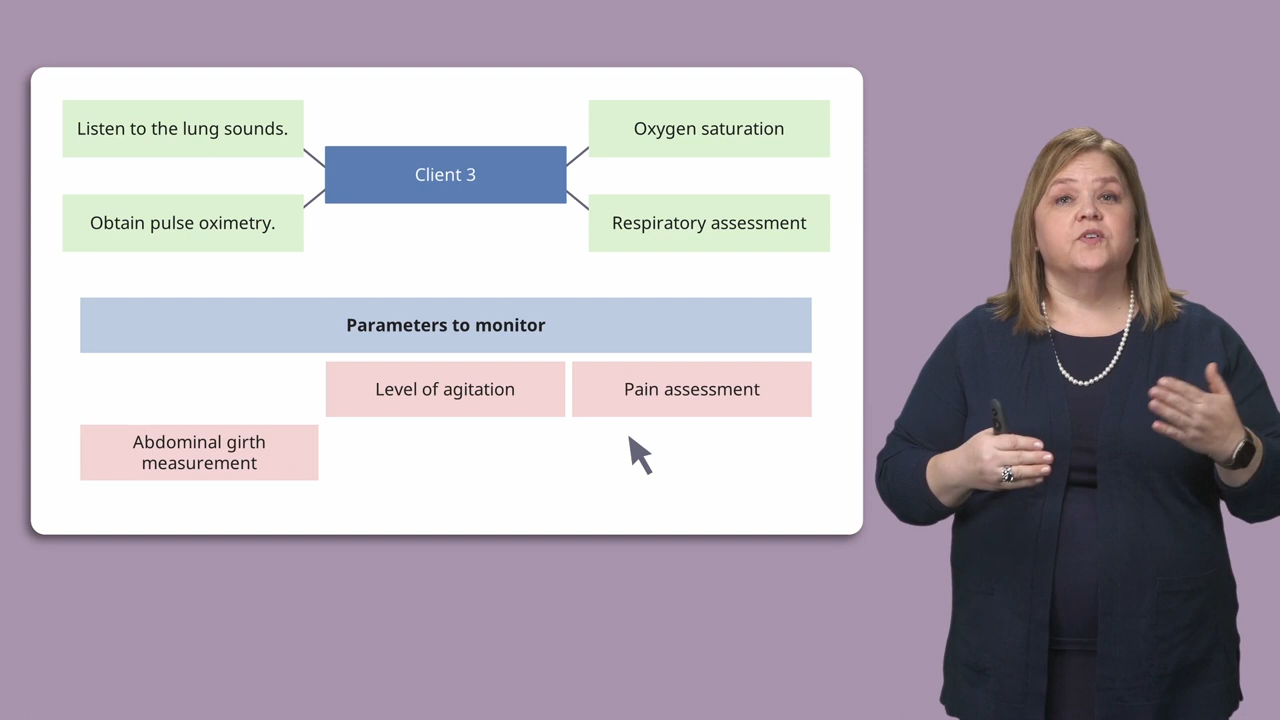 Listen to the lung sounds.
Oxygen saturation
Client 3
Obtain pulse oximetry.
Respiratory assessment
Parameters to monitor
Level of agitation
Pain assessment
Abdominal girth
measurement